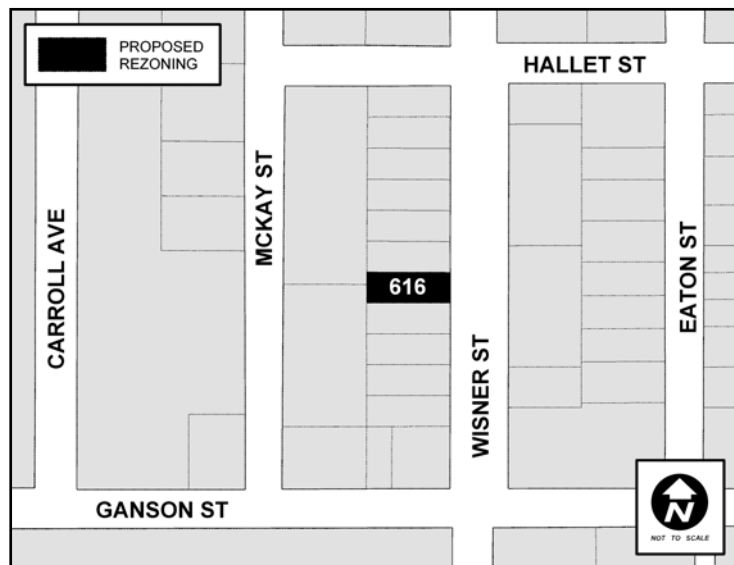 PROPOSED
REZONING
HALLET ST
MCKAY ST
CARROLL AVE
616
EATON ST
WISNER ST
GANSON ST
N
NOT TO SCALE